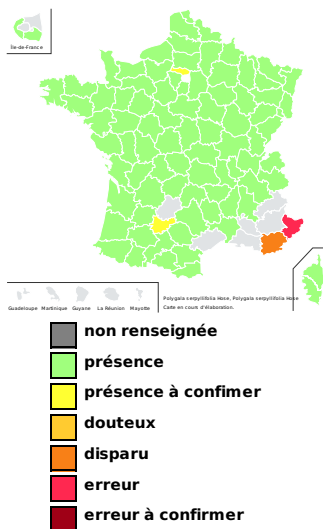 Île-de-France
Guadeloupe Martinique Guyane La Réunion Mayotte
Polygala serpyllifolia Hose, Polygala serpyllifolia Hose
Carte en cours d'élaboration.
non renseignée
présence
présence à confimer
douteux
disparu
erreur
erreur à confirmer